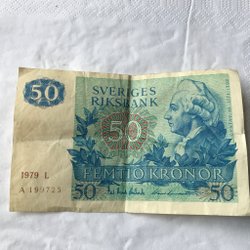 50
SVERIGES
RIKSBANK
50
1979 L
A 199725
FEMTIO KRONOR
50
50